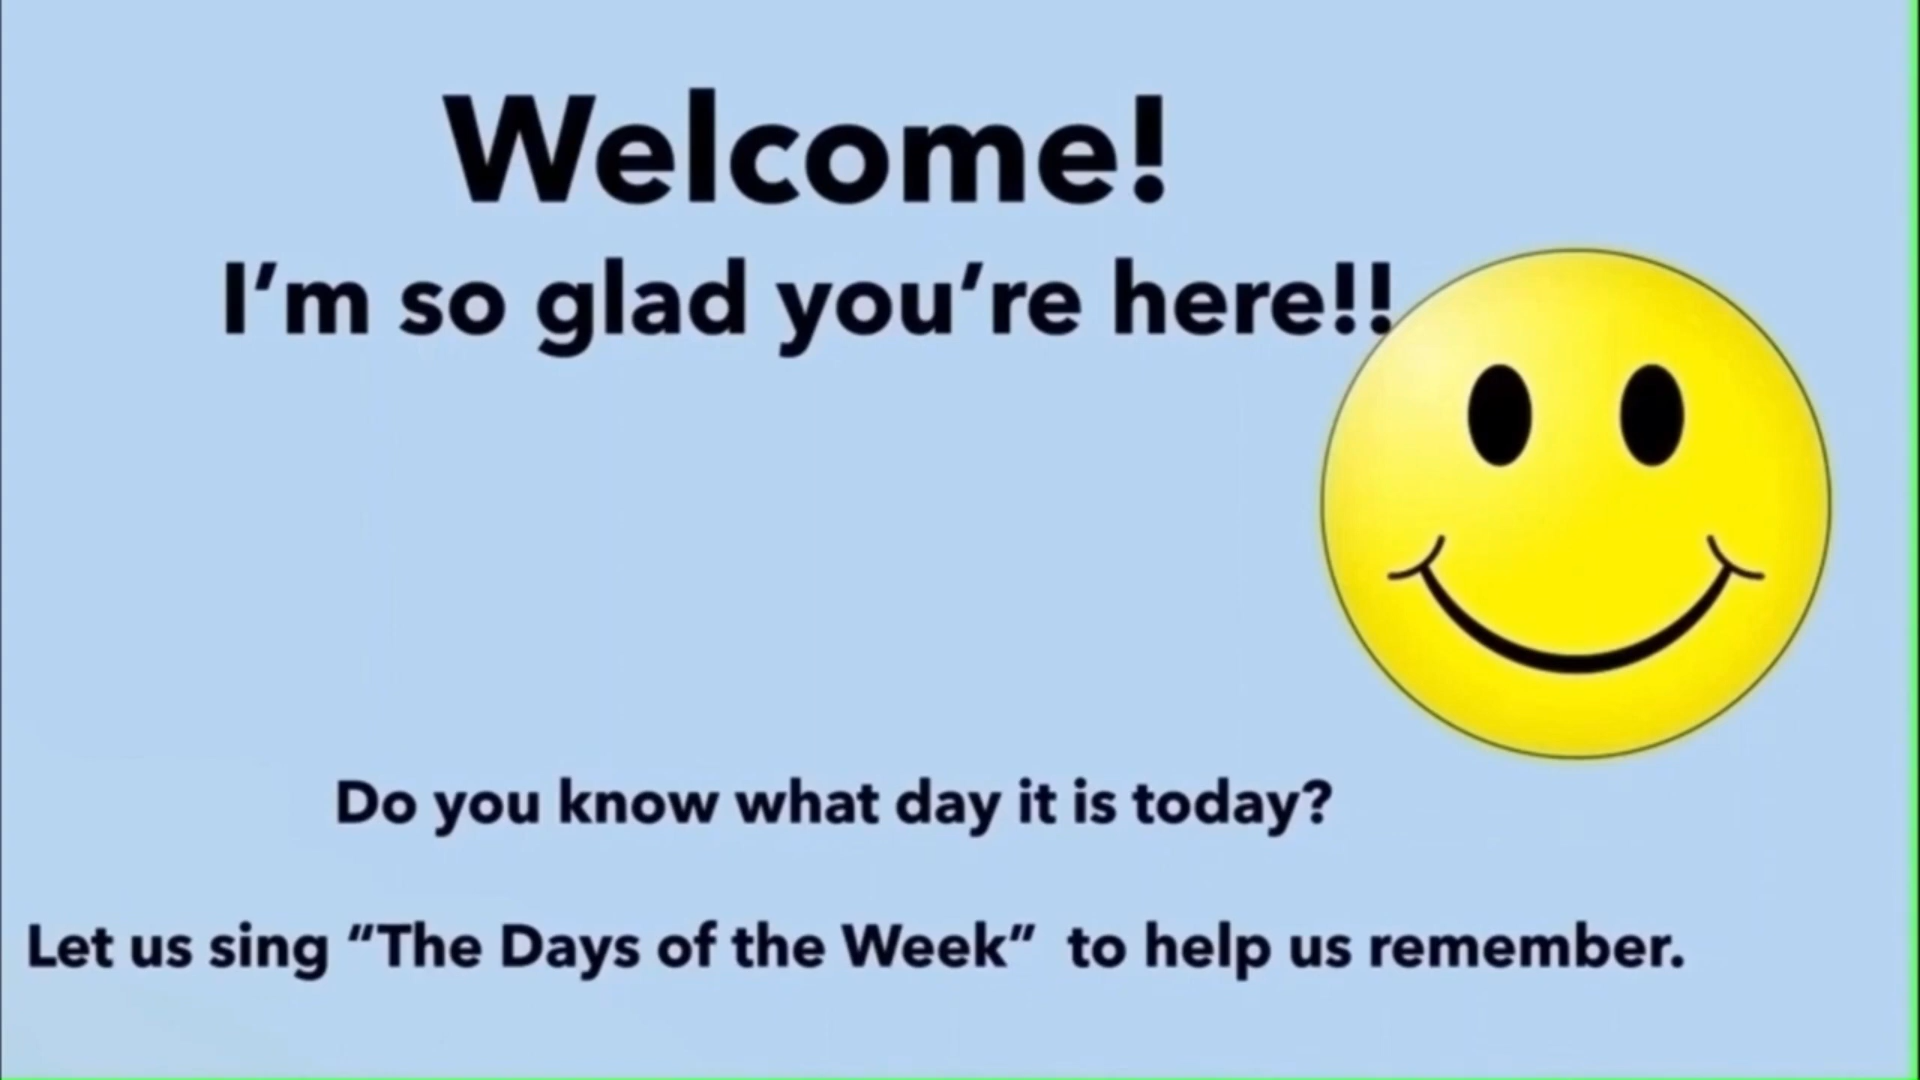 Welcome!
I’m so glad you’re here!!
Do you know what day it is today?
Let us sing “The Days of the Week” to help us remember.